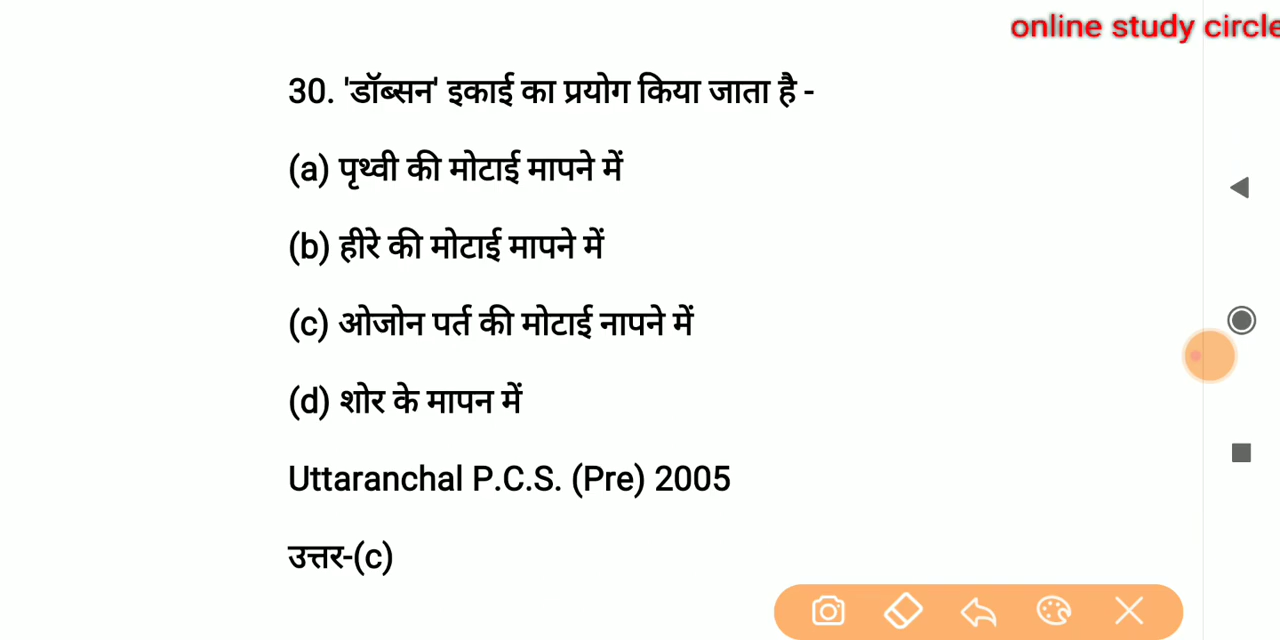 online study circle
30. 'डॉब्सन' इकाई का प्रयोग किया जाता है -
(a) पृथ्वी की मोटाई मापने में
(b) हीरे की मोटाई मापने में
(c) ओजोन पर्त की मोटाई नापने में
(d) शोर के मापन में
Uttaranchal P.C.S. (Pre) 2005
उत्तर-(c)